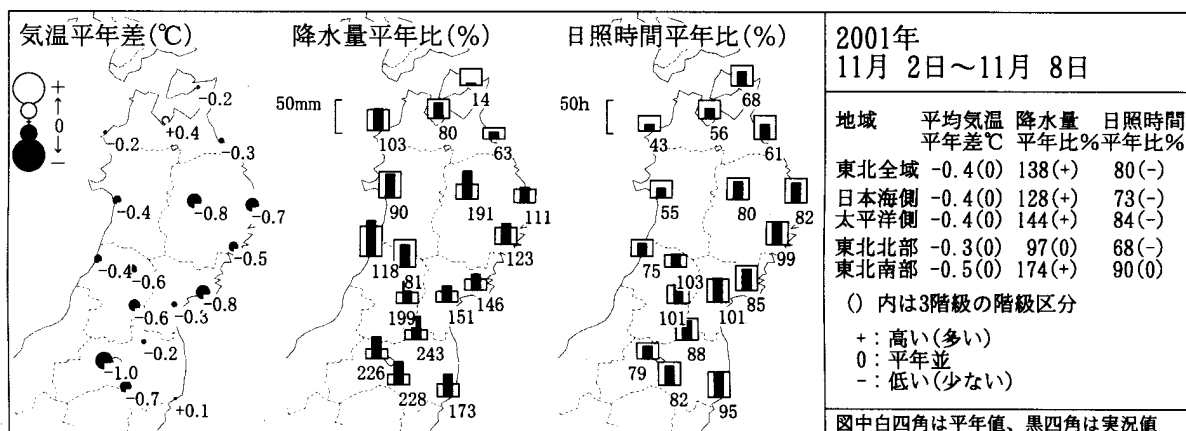 気温平年差(℃)
降水量平年比(%)
日照時間平年比(%)
2001年
11月 2日～11月 8日
+
↑
0
↓
−
-0.2
+0.4
-0.2
-0.3
-0.4
-0.8
-0.7
-0.5
-0.4
-0.6
-0.8
-0.6
-0.3
-0.2
-1.0
-0.7
+0.1
50mm
14
80
103
63
90
191
111
123
118
81
146
151
199
243
226
228
173
50h
68
56
43
61
55
80
82
99
75
103
85
101
101
88
79
82
95
地域 平均気温 降水量 日照時間
平年差℃ 平年比% 平年比%
東北全域 -0.4(0) 138(+) 80(-)
日本海側 -0.4(0) 128(+) 73(-)
太平洋側 -0.4(0) 144(+) 84(-)
東北北部 -0.3(0) 97(0) 68(-)
東北南部 -0.5(0) 174(+) 90(0)
() 内は3階級の階級区分
+：高い(多い)
0：平年並
-：低い(少ない)
図中白四角は平年値、黒四角は実況値